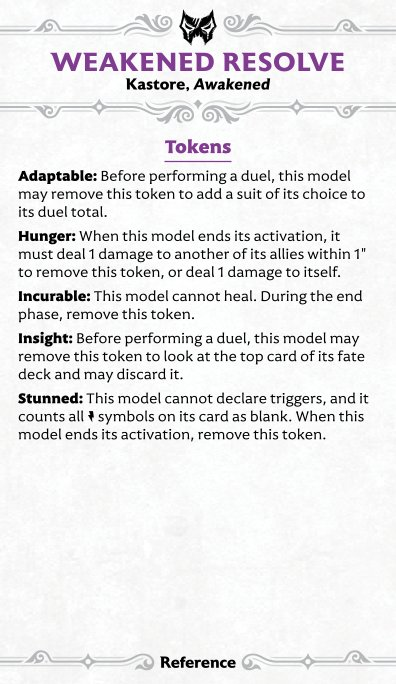 WEAKENED RESOLVE
Kastore, Awakened
Tokens
Adaptable: Before performing a duel, this model
may remove this token to add a suit of its choice to
its duel total.
Hunger: When this model ends its activation, it
must deal 1 damage to another of its allies within 1"
to remove this token, or deal 1 damage to itself.
Incurable: This model cannot heal. During the end
phase, remove this token.
Insight: Before performing a duel, this model may
remove this token to look at the top card of its fate
deck and may discard it.
Stunned: This model cannot declare triggers, and it
counts all symbols on its card as blank. When this
model ends its activation, remove this token.
Reference